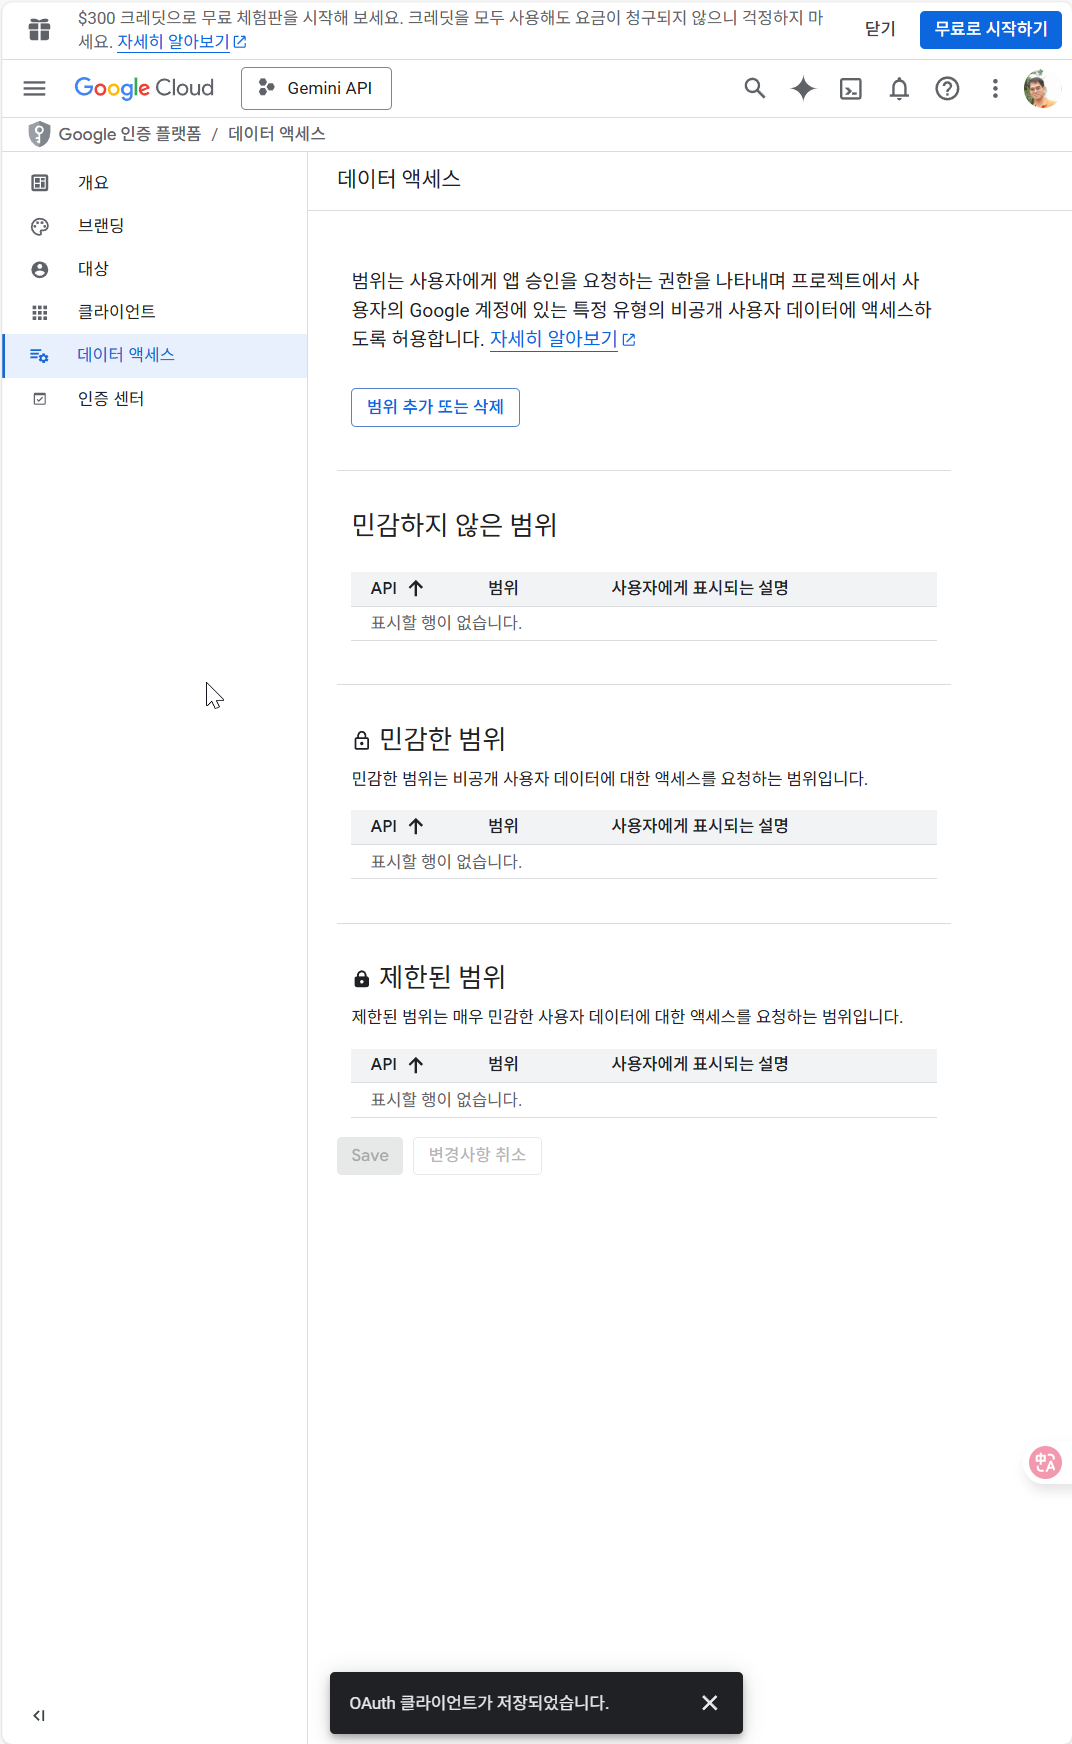 $300 크레딧으로 무료 체험판을 시작해 보세요. 크레딧을 모두 사용해도 요금이 청구되지 않으니 걱정하지 마
세요. 자세히 알아보기
닫기
무료로 시작하기
Google Cloud
Gemini API
Google 인증 플랫폼 / 데이터 액세스
개요
브랜딩
대상
클라이언트
데이터 액세스
인증 센터
데이터 액세스
범위는 사용자에게 앱 승인을 요청하는 권한을 나타내며 프로젝트에서 사
용자의 Google 계정에 있는 특정 유형의 비공개 사용자 데이터에 액세스하
도록 허용합니다. 자세히 알아보기
범위 추가 또는 삭제
민감하지 않은 범위
API 범위 사용자에게 표시되는 설명
표시할 행이 없습니다.
민감한 범위
민감한 범위는 비공개 사용자 데이터에 대한 액세스를 요청하는 범위입니다.
API 범위 사용자에게 표시되는 설명
표시할 행이 없습니다.
제한된 범위
제한된 범위는 매우 민감한 사용자 데이터에 대한 액세스를 요청하는 범위입니다.
API 범위 사용자에게 표시되는 설명
표시할 행이 없습니다.
Save 변경사항 취소
中A
OAuth 클라이언트가 저장되었습니다.